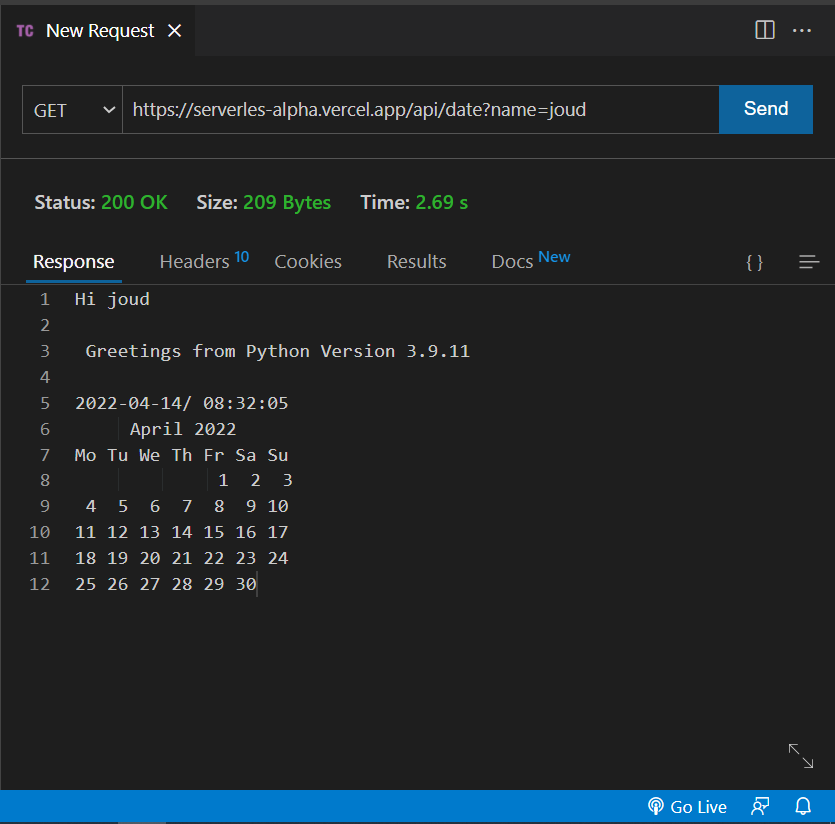 TC New Request
GET https://serverles-alpha.vercel.app/api/date?name=joud Send
Status: 200 OK Size: 209 Bytes Time: 2.69 s
Response Headers 10 Cookies Results Docs New { }
1 Hi joud
2
3 Greetings from Python Version 3.9.11
4
5 2022-04-14/ 08:32:05
6 April 2022
7 Mo Tu We Th Fr Sa Su
8 1 2 3
9 4 5 6 7 8 9 10
10 11 12 13 14 15 16 17
11 18 19 20 21 22 23 24
12 25 26 27 28 29 30
Go Live